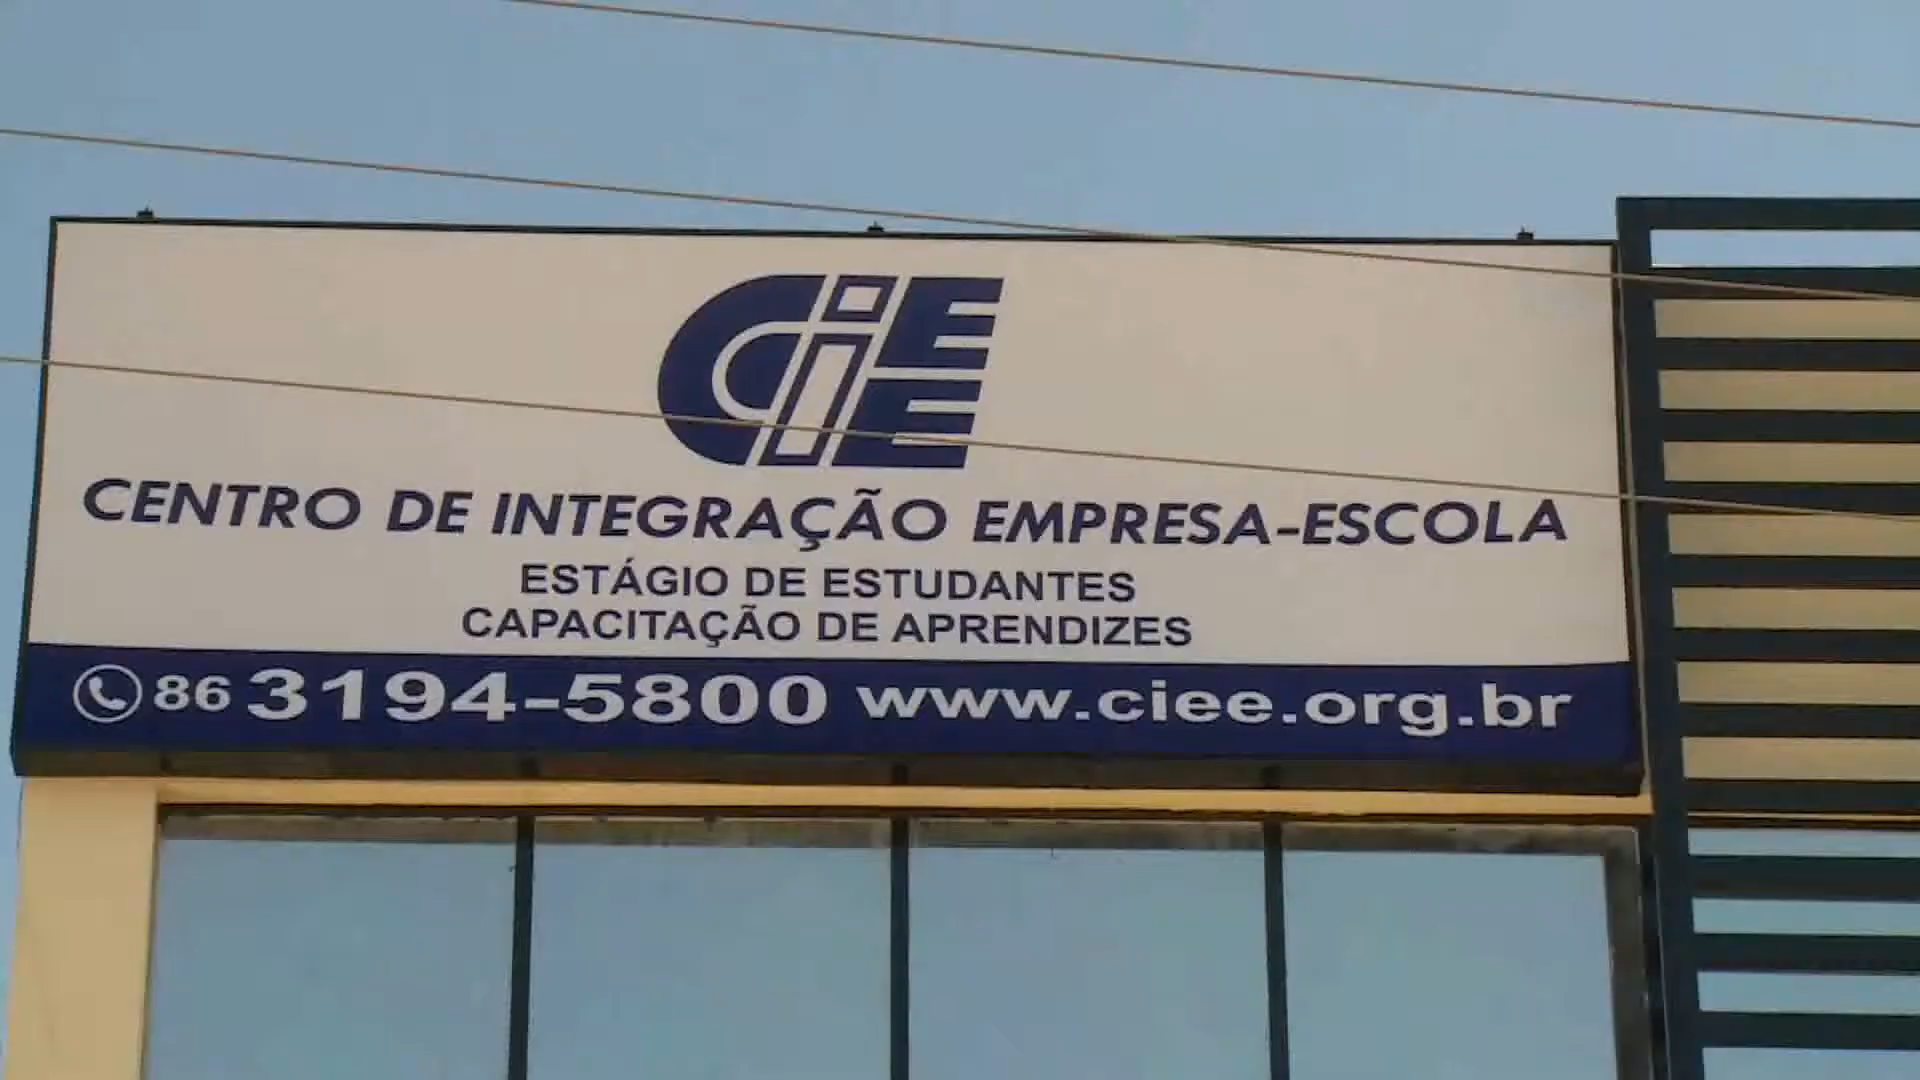 CIEE
CENTRO DE INTEGRAÇÃO EMPRESA-ESCOLA
ESTÁGIO DE ESTUDANTES
CAPACITAÇÃO DE APRENDIZES
86 3194-5800 www.ciee.org.br